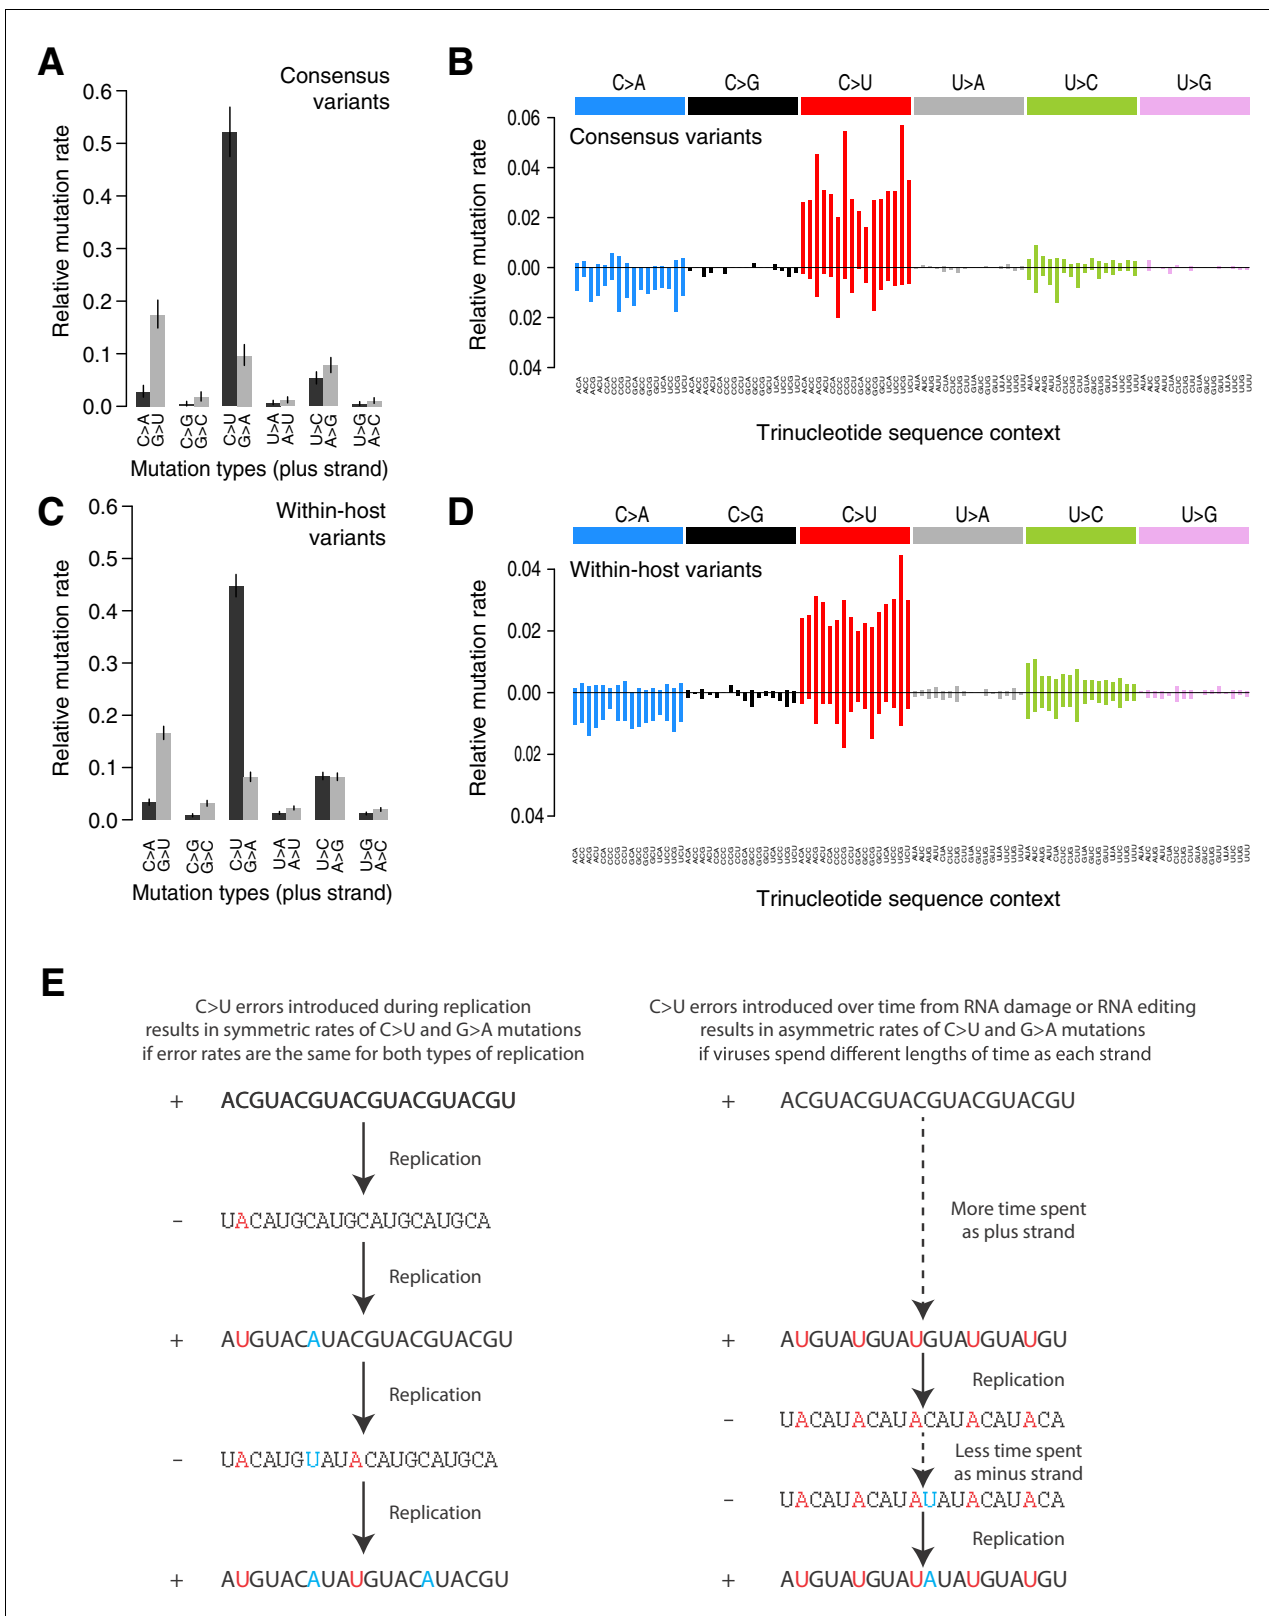 A
Consensus
variants
Relative mutation rate
0.6
0.5
0.4
0.3
0.2
0.1
0.0
C>A
G>U
C>G
G>C
C>U
G>A
U>A
A>U
U>C
A>G
U>G
A>C
Mutation types (plus strand)
B
C>A C>G C>U U>A U>C U>G
Consensus variants
Relative mutation rate
0.06
0.04
0.02
0.00
0.02
0.04
Trinucleotide sequence context
C
Within-host
variants
Relative mutation rate
0.6
0.5
0.4
0.3
0.2
0.1
0.0
C>A
G>U
C>G
G>C
C>U
G>A
U>A
A>U
U>C
A>G
U>G
A>C
Mutation types (plus strand)
D
C>A C>G C>U U>A U>C U>G
Within-host variants
Relative mutation rate
0.04
0.02
0.00
0.02
0.04
Trinucleotide sequence context
E
C>U errors introduced during replication
results in symmetric rates of C>U and G>A mutations
if error rates are the same for both types of replication
+ ACGUACGUACGUACGUACGU
Replication
– UACAUGCAUGCAUGCAUGCA
Replication
+ AUGUACAUACGUACGUACGU
Replication
– UACAUGUAUACAUGCAUGCA
Replication
+ AUGUACAUAUGUACAUACGU
C>U errors introduced over time from RNA damage or RNA editing
results in asymmetric rates of C>U and G>A mutations
if viruses spend different lengths of time as each strand
+ ACGUACGUACGUACGUACGU
More time spent
as plus strand
+ AUGUAUGUAUGUAUGUAUGU
Replication
– UACAUACAUACAUACAUACA
Less time spent
as minus strand
– UACAUACAUAUAUACAUACA
Replication
+ AUGUAUGUAUAUAUGUAUGU